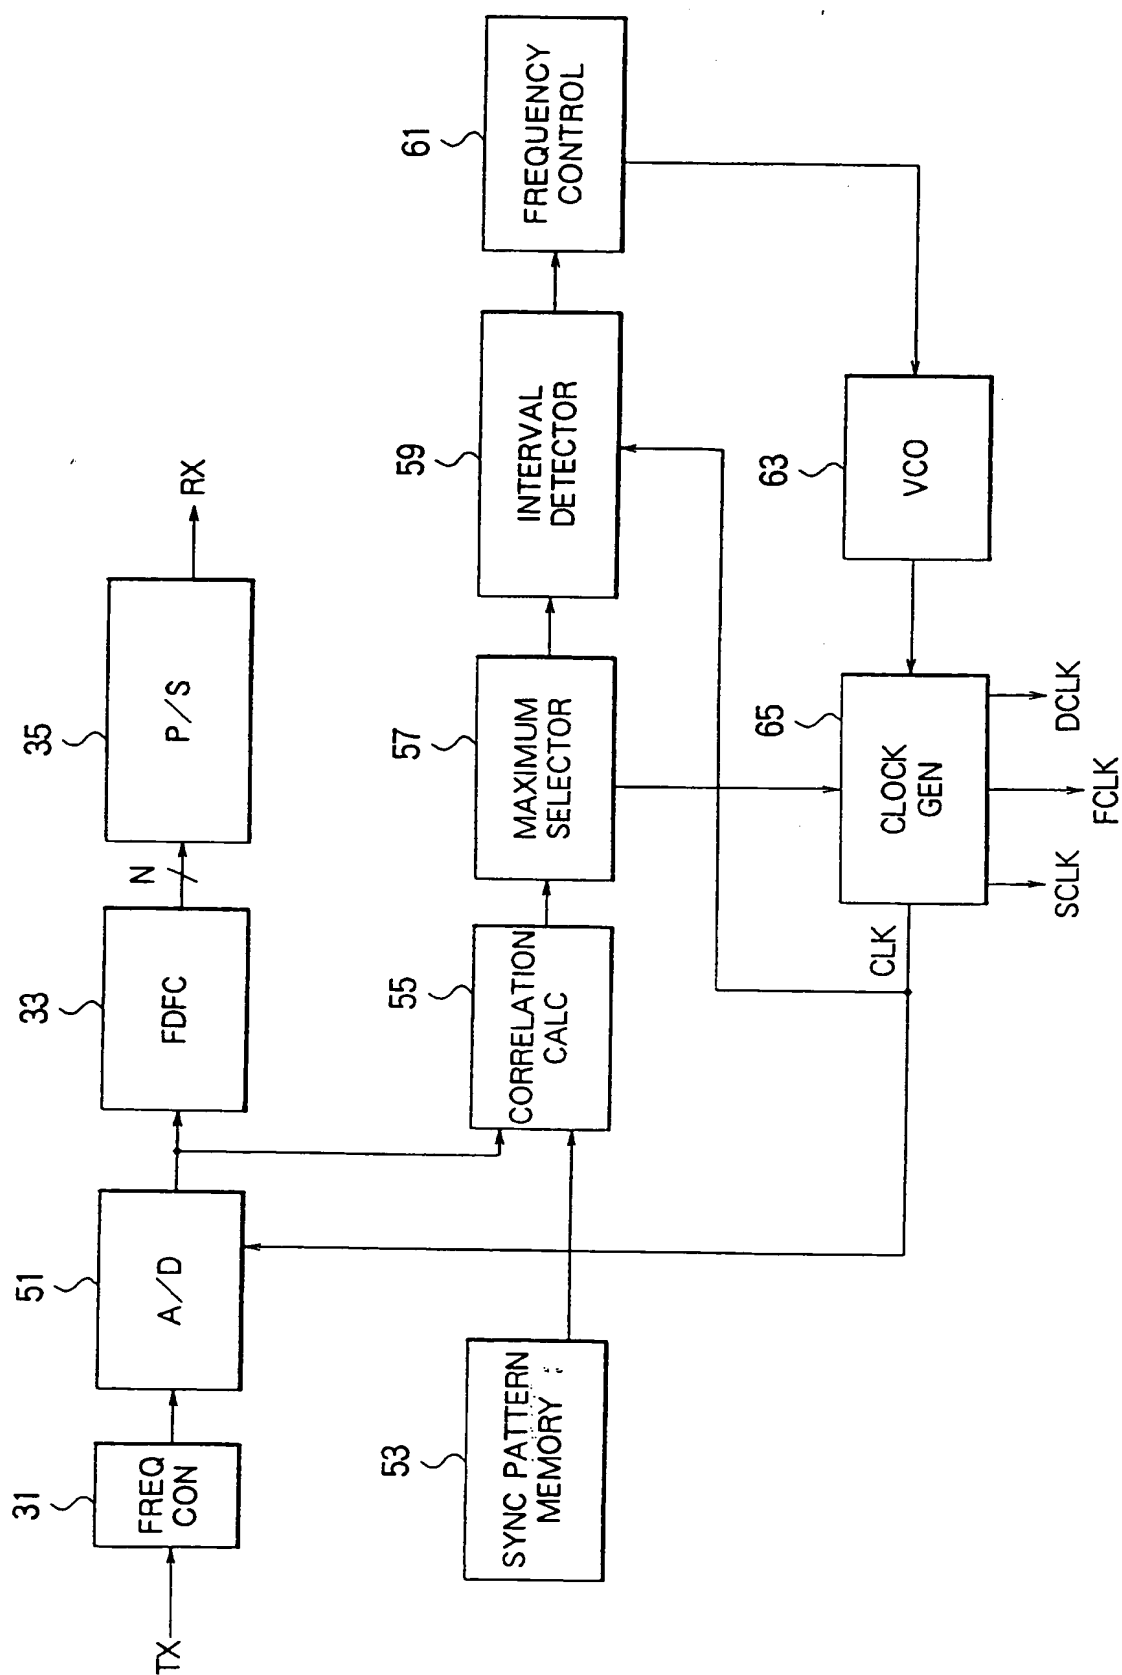 TX
31
FREQ
CON
51
A/D
33
FDFC
N
35
P/S
RX
53
SYNC PATTERN
MEMORY
55
CORRELATION
CALC
57
MAXIMUM
SELECTOR
59
INTERVAL
DETECTOR
61
FREQUENCY
CONTROL
CLK
65
CLOCK
GEN
63
VCO
SCLK
FCLK
DCLK